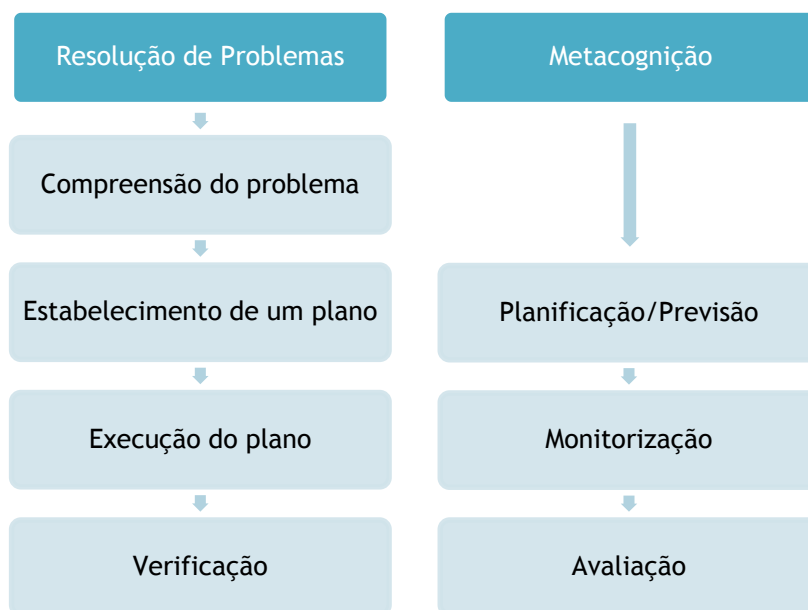 Resolução de Problemas
Compreensão do problema
Estabelecimento de um plano
Execução do plano
Verificação
Metacognição
Planificação/Previsão
Monitorização
Avaliação